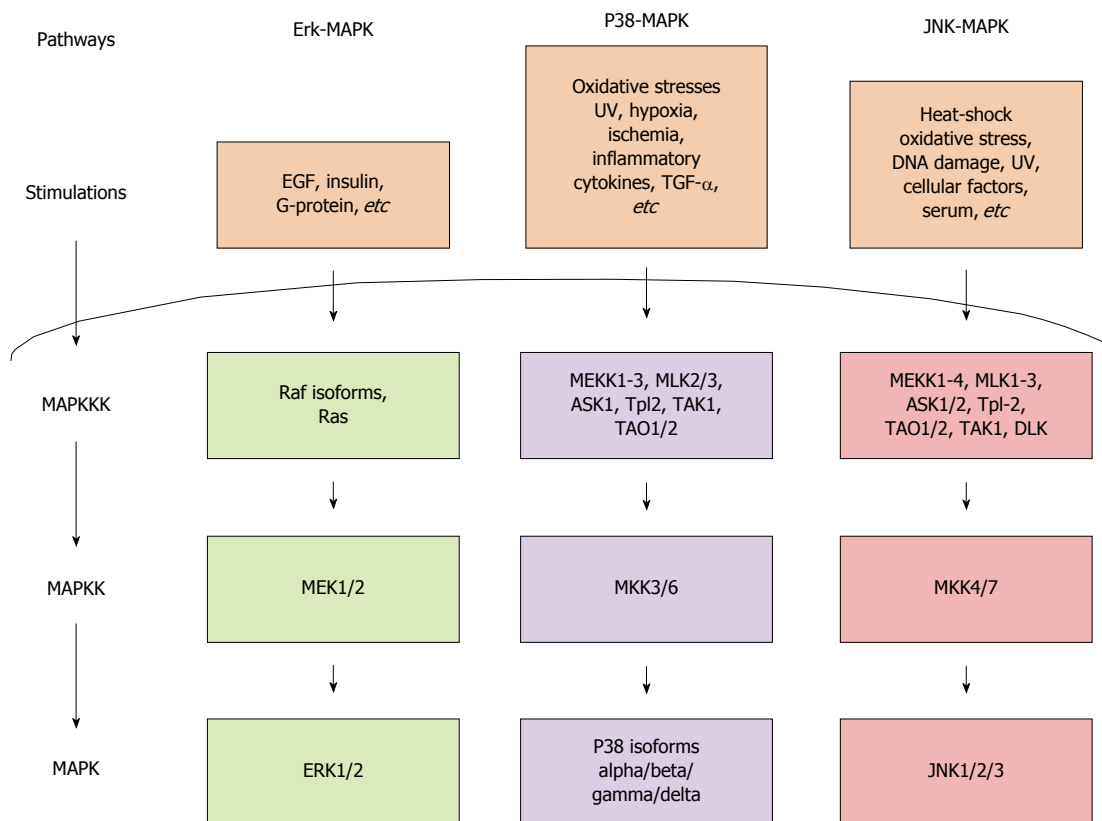 Pathways
Erk-MAPK
P38-MAPK
JNK-MAPK
Stimulations
EGF, insulin,
G-protein, etc
Oxidative stresses
UV, hypoxia,
ischemia,
inflammatory
cytokines, TGF-α,
etc
Heat-shock
oxidative stress,
DNA damage, UV,
cellular factors,
serum, etc
MAPKKK
Raf isoforms,
Ras
MEKK1-3, MLK2/3,
ASK1, Tpl2, TAK1,
TAO1/2
MEKK1-4, MLK1-3,
ASK1/2, Tpl-2,
TAO1/2, TAK1, DLK
MAPKK
MEK1/2
MKK3/6
MKK4/7
MAPK
ERK1/2
P38 isoforms
alpha/beta/
gamma/delta
JNK1/2/3